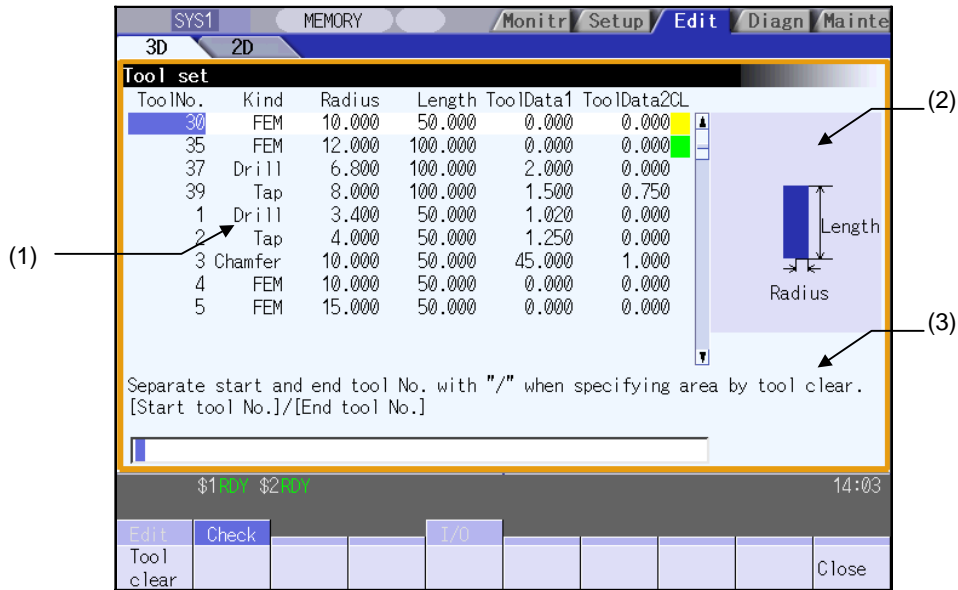 SYS1 MEMORY Monitr Setup Edit Diagn Mainte
3D 2D
Tool set
ToolNo. Kind Radius Length ToolData1 ToolData2CL
30 FEM 10.000 50.000 0.000 0.000
35 FEM 12.000 100.000 0.000 0.000
37 Drill 6.800 100.000 2.000 0.000
39 Tap 8.000 100.000 1.500 0.750
1 Drill 3.400 50.000 1.020 0.000
2 Tap 4.000 50.000 1.250 0.000
3 Chamfer 10.000 50.000 45.000 1.000
4 FEM 10.000 50.000 0.000 0.000
5 FEM 15.000 50.000 0.000 0.000
Length
Radius
(1)
(2)
(3)
Separate start and end tool No. with "/" when specifying area by tool clear.
[Start tool No.]/[End tool No.]
$1RDY $2RDY 14:03
Edit Check I/O
Tool clear
Close